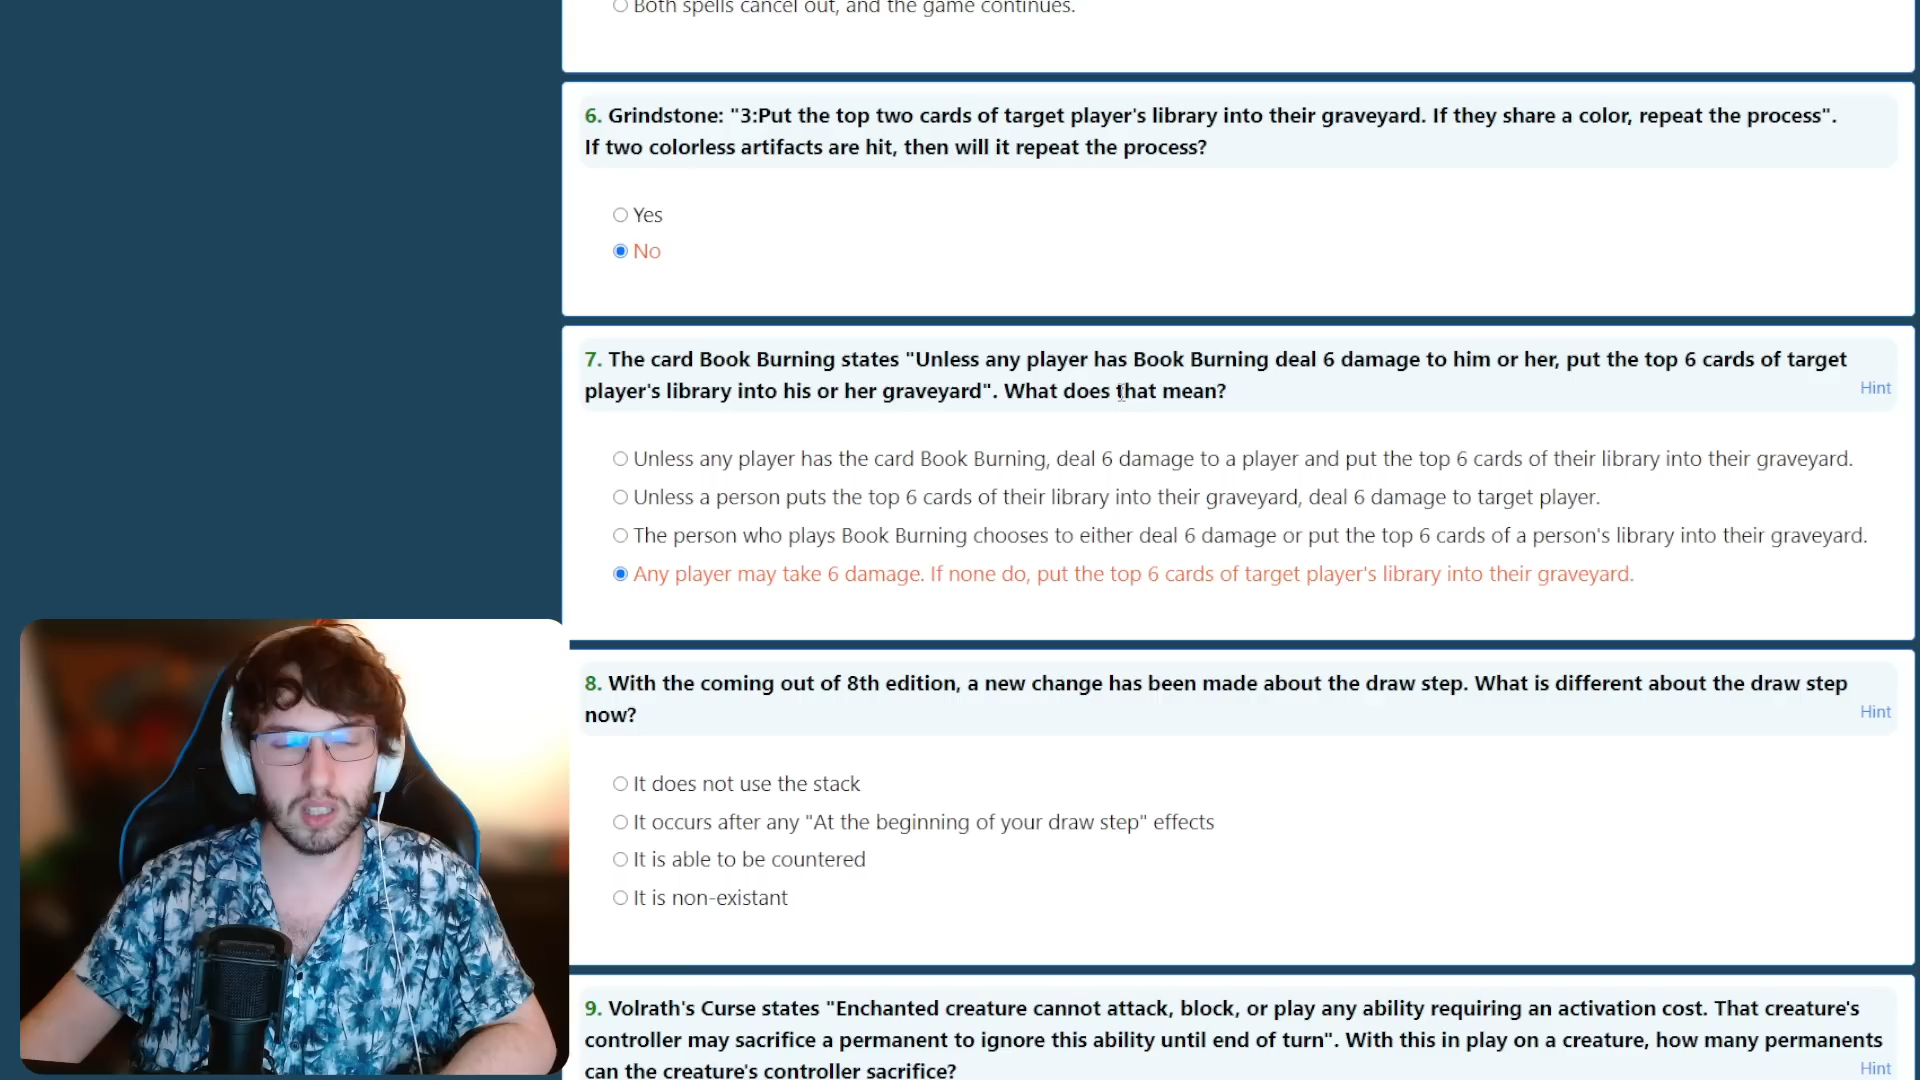 Both spells cancel out, and the game continues.
6. Grindstone: "3:Put the top two cards of target player's library into their graveyard. If they share a color, repeat the process".
If two colorless artifacts are hit, then will it repeat the process?
Yes
No
7. The card Book Burning states "Unless any player has Book Burning deal 6 damage to him or her, put the top 6 cards of target
player's library into his or her graveyard". What does that mean?
Hint
Unless any player has the card Book Burning, deal 6 damage to a player and put the top 6 cards of their library into their graveyard.
Unless a person puts the top 6 cards of their library into their graveyard, deal 6 damage to target player.
The person who plays Book Burning chooses to either deal 6 damage or put the top 6 cards of a person's library into their graveyard.
Any player may take 6 damage. If none do, put the top 6 cards of target player's library into their graveyard.
8. With the coming out of 8th edition, a new change has been made about the draw step. What is different about the draw step
now?
Hint
It does not use the stack
It occurs after any "At the beginning of your draw step" effects
It is able to be countered
It is non-existant
9. Volrath's Curse states "Enchanted creature cannot attack, block, or play any ability requiring an activation cost. That creature's
controller may sacrifice a permanent to ignore this ability until end of turn". With this in play on a creature, how many permanents
can the creature's controller sacrifice?
Hint